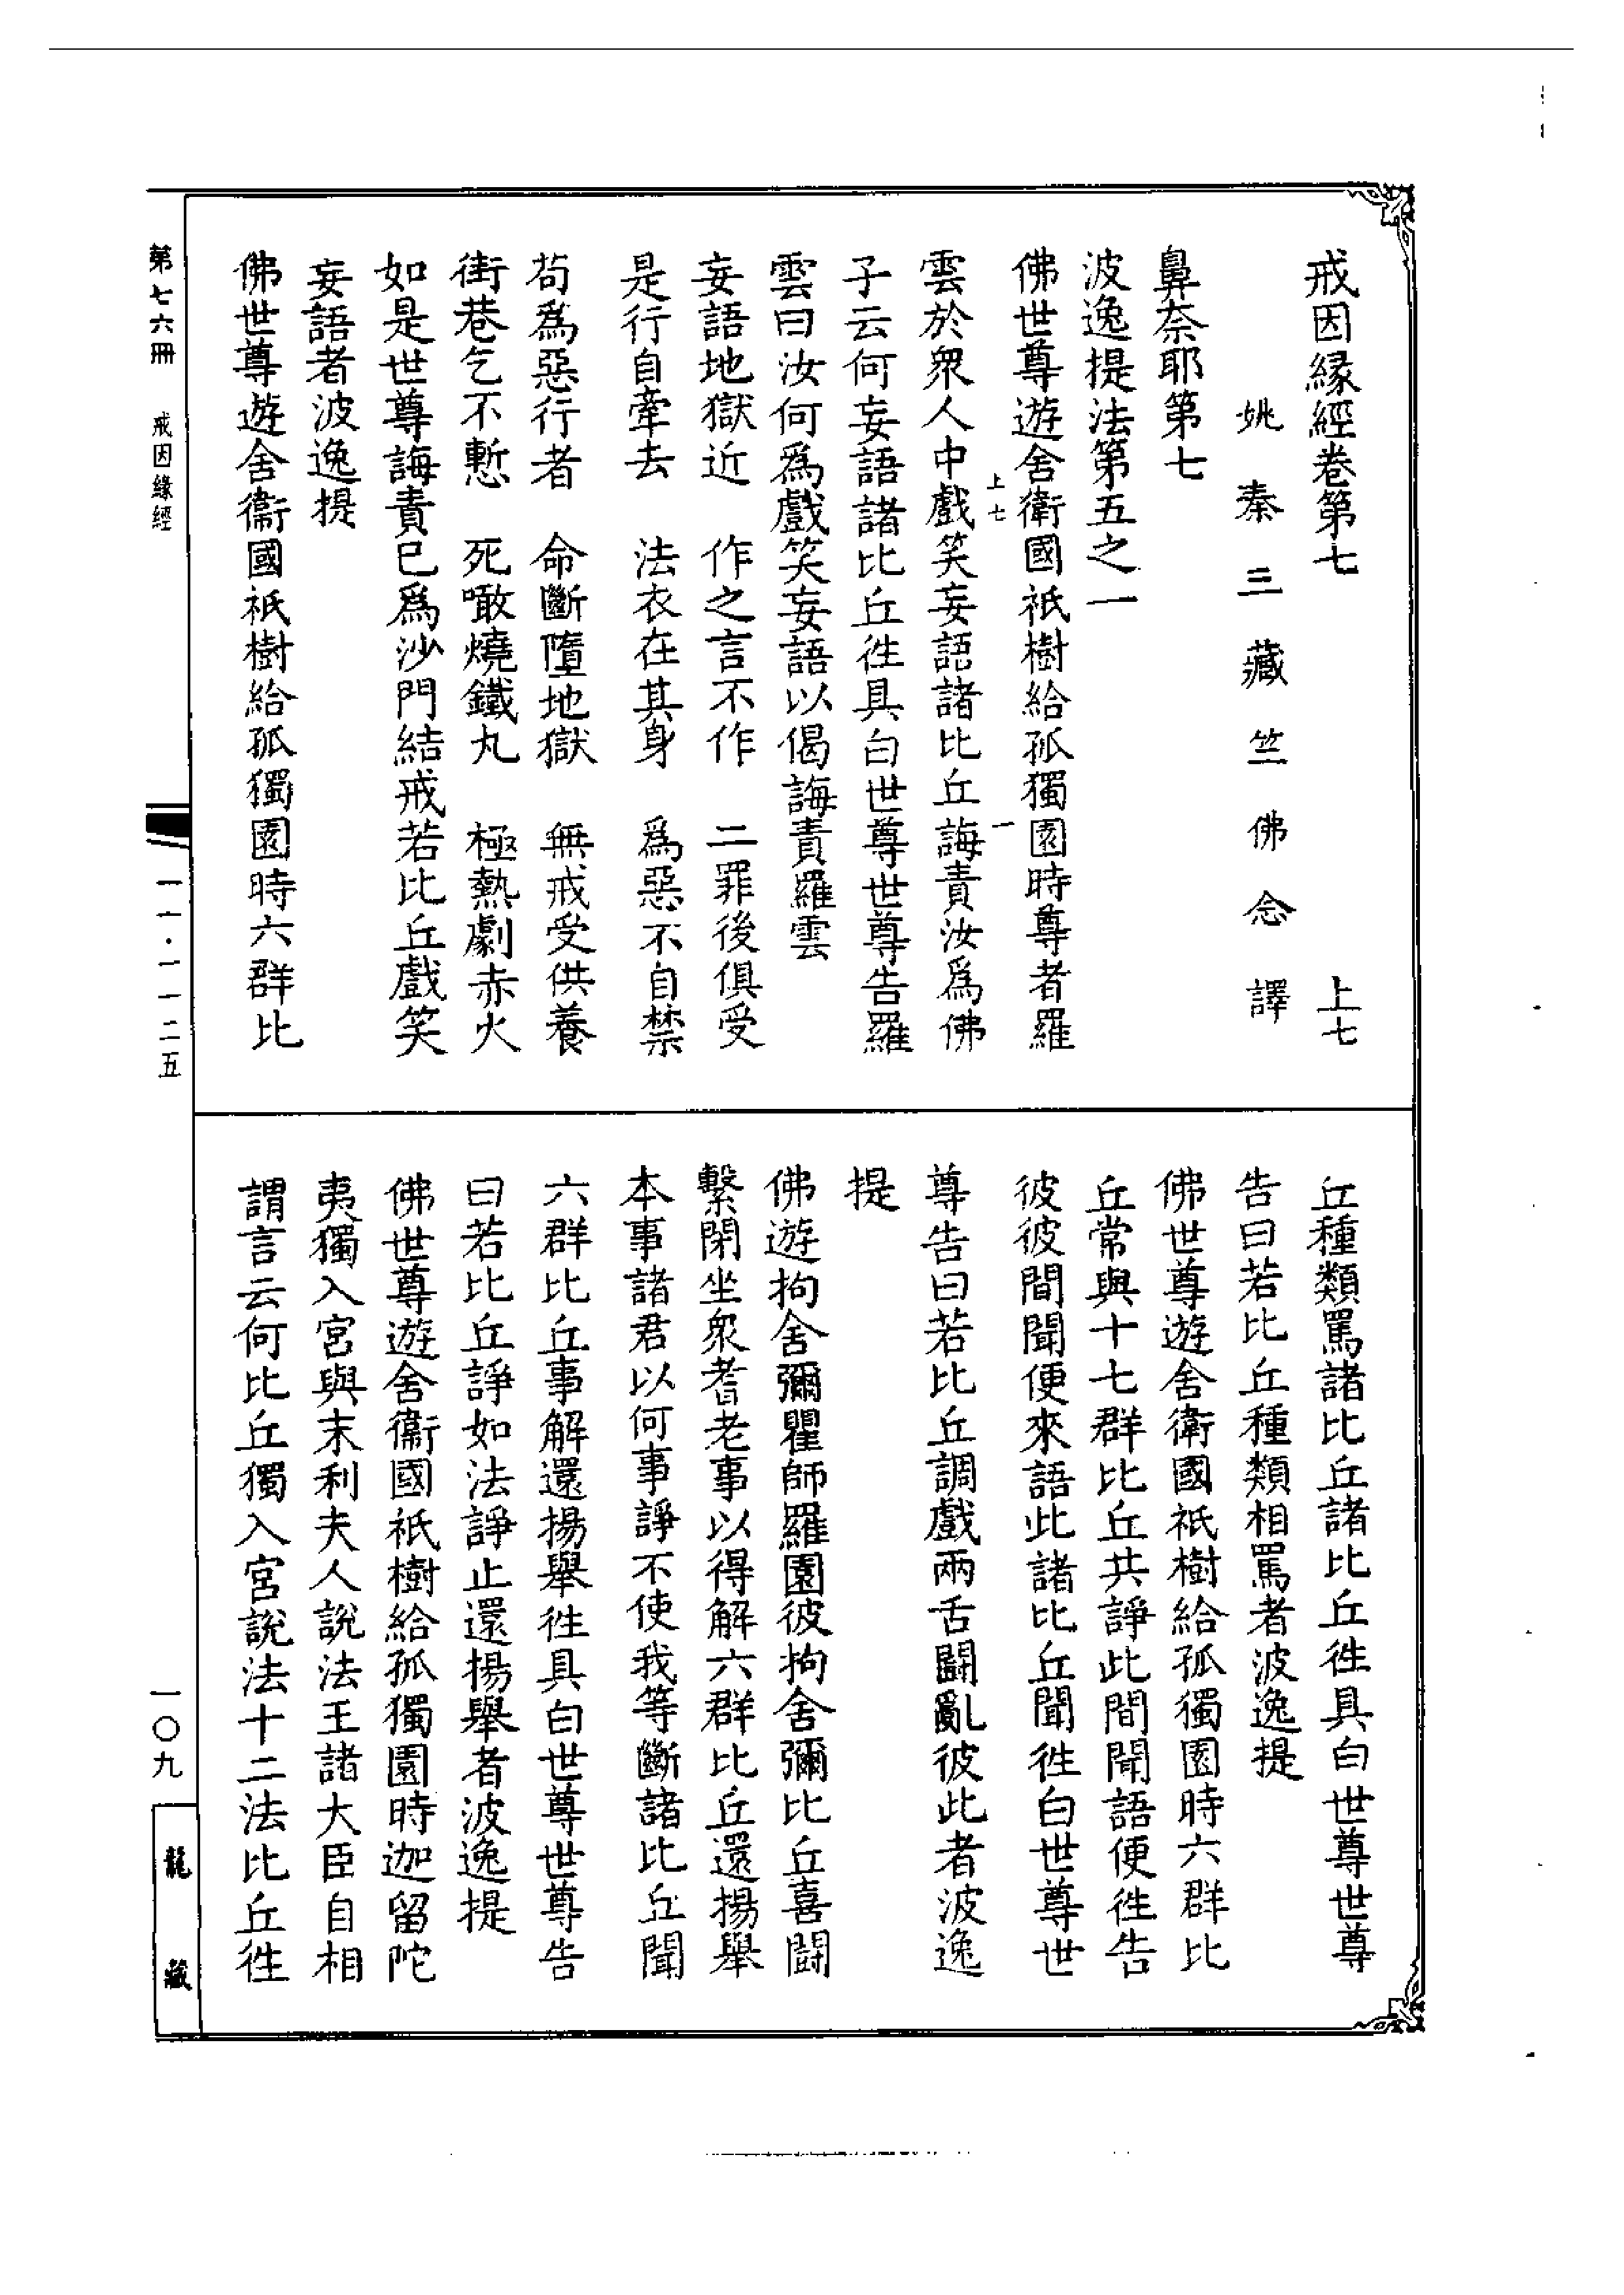 戒因緣經卷第七　上七
姚秦三藏竺佛念譯
鼻奈耶第七
波逸提法第五之一
佛世尊遊舍衛國祇樹給孤獨園時尊者羅
上七　一
雲於眾人中戲笑妄語諸比丘誨責汝為佛
子云何妄語諸比丘往具白世尊世尊告羅
雲曰汝何為戲笑妄語以偈誨責羅雲
妄語地獄近　作之言不作　二罪後俱受
是行自牽去　法衣在其身　為惡不自禁
苟為惡行者　命斷墮地獄　無戒受供養
街巷乞不慙　死噉燒鐵丸　極熱劇赤火
如是世尊誨責已為沙門結戒若比丘戲笑
妄語者波逸提
佛世尊遊舍衛國祇樹給孤獨園時六群比
丘種類罵諸比丘諸比丘往具白世尊世尊
告曰若比丘種類相罵者波逸提
佛世尊遊舍衛國祇樹給孤獨園時六群比
丘常與十七群比丘共諍此間聞語便往告
彼彼間聞便來語此諸比丘聞往白世尊世
尊告曰若比丘調戲兩舌鬪亂彼此者波逸
提
佛遊拘舍彌瞿師羅園彼拘舍彌比丘喜鬪
繫閉坐眾耆老事以得解六群比丘還揚舉
本事諸君以何事諍不使我等斷諸比丘聞
六群比丘事解還揚舉往具白世尊世尊告
曰若比丘諍如法諍止還揚舉者波逸提
佛世尊遊舍衛國祇樹給孤獨園時迦留陀
夷獨入宮與末利夫人說法王諸大臣自相
謂言云何比丘獨入宮說法十二法比丘往
第七六冊　戒因緣經
一一·一一二五
一〇九
龍藏